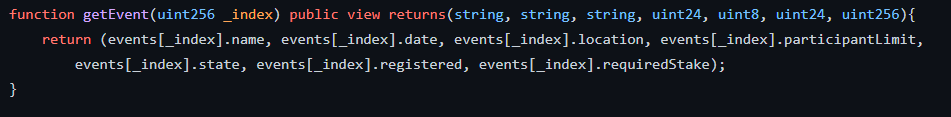 function getEvent(uint256 _index) public view returns(string, string, string, uint24, uint8, uint24, uint256){
return (events[_index].name, events[_index].date, events[_index].location, events[_index].participantLimit,
events[_index].state, events[_index].registered, events[_index].requiredStake);
}